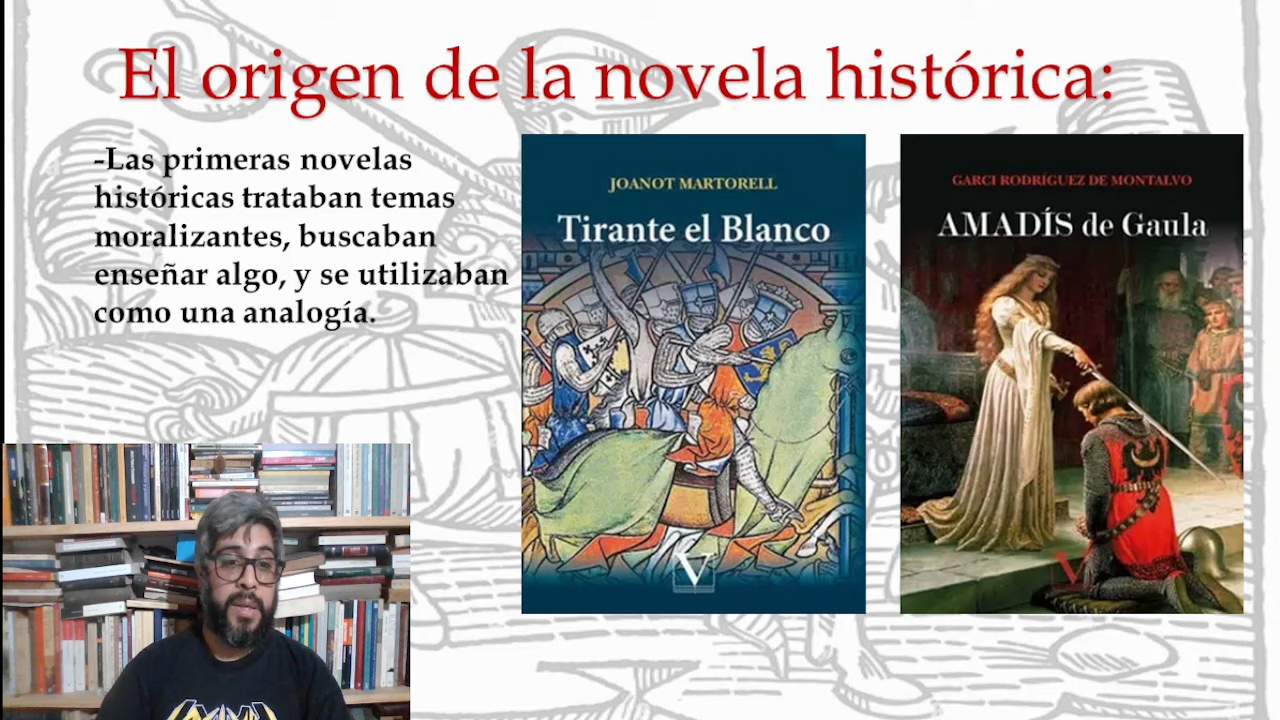 El origen de la novela histórica:
-Las primeras novelas
históricas trataban temas
moralizantes, buscaban
enseñar algo, y se utilizaban
como una analogía.
JOANOT MARTORELL
Tirante el Blanco
V
GARCI RODRÍGUEZ DE MONTALVO
AMADÍS de Gaula
V